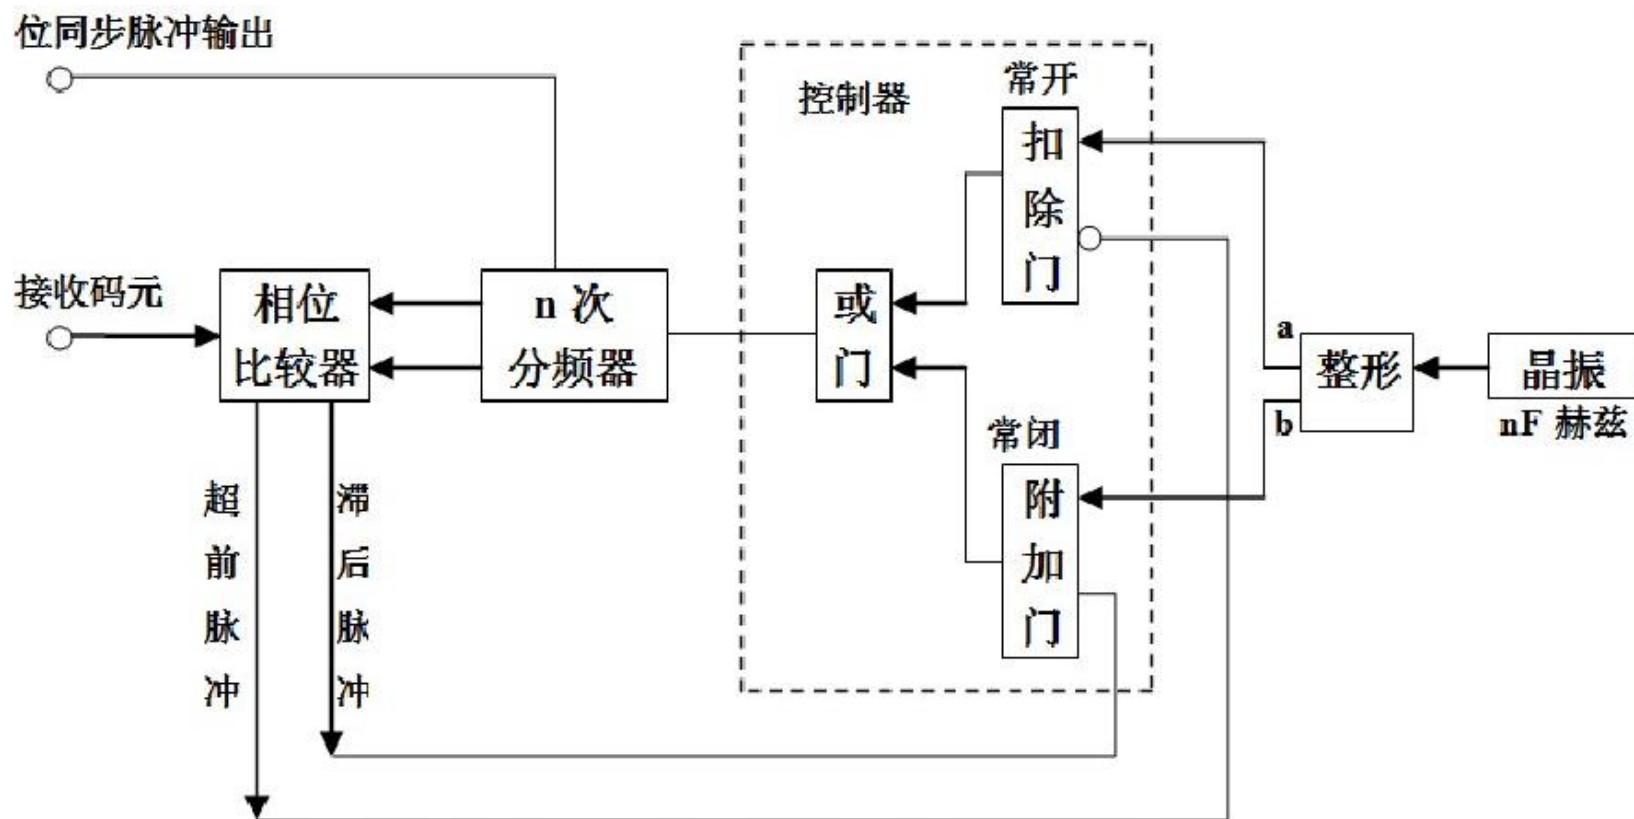 位同步脉冲输出
控制器
常开
扣除门
接收码元
相位
比较器
n 次
分频器
或门
a
b
整形
晶振
nF 赫兹
常闭
附加门
超前脉冲
滞后脉冲